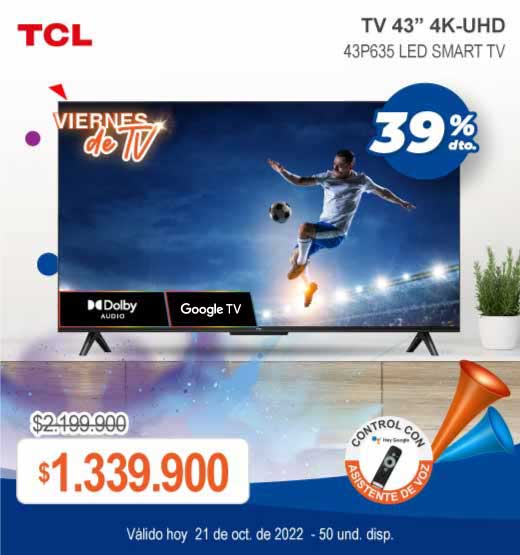 TCL
TV 43” 4K-UHD
43P635 LED SMART TV
VIERNES
de TV
39% dto.
Dolby
AUDIO
Google TV
TCL
$2.199.900
$1.339.900
CONTROL CON
Hey Google
ASISTENTE DE VOZ
Válido hoy 21 de oct. de 2022 - 50 und. disp.